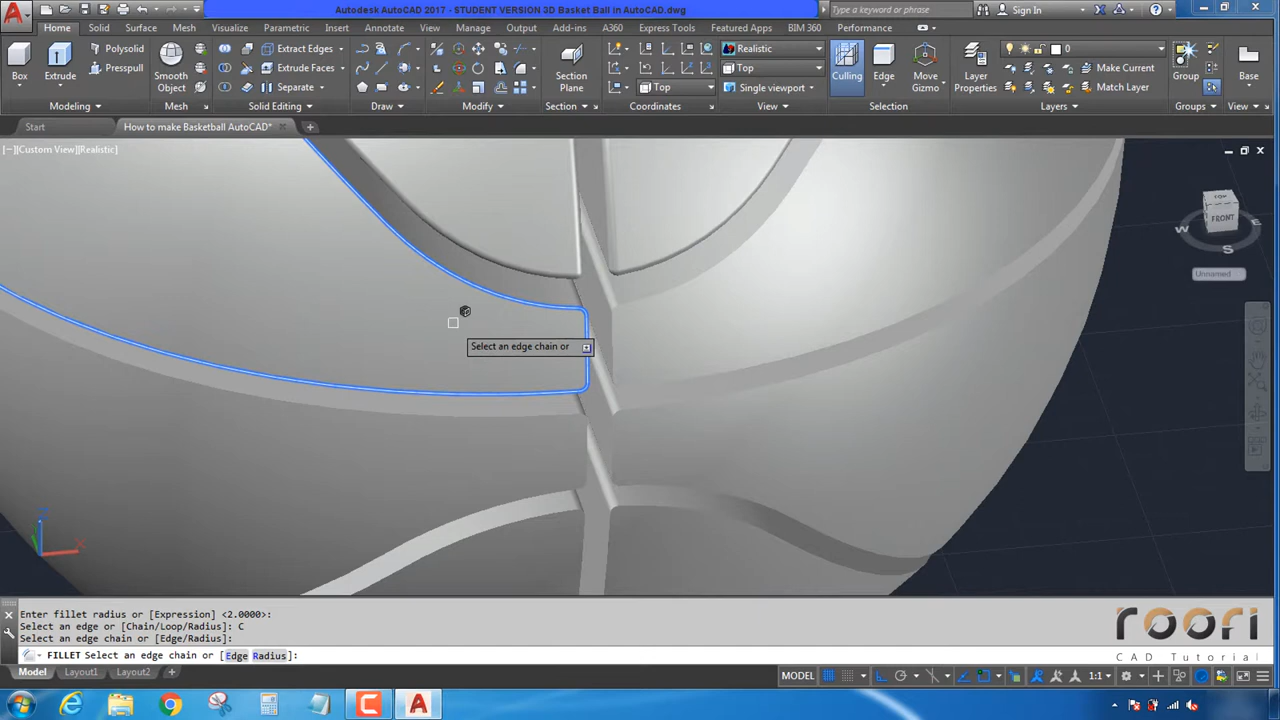 Autodesk AutoCAD 2017 - STUDENT VERSION 3D Basket Ball in AutoCAD.dwg
Type a keyword or phrase
Sign In
Home Solid Surface Mesh Visualize Parametric Insert Annotate View Manage Output Add-ins A360 Express Tools Featured Apps BIM 360 Performance
Box
Extrude
Polysolid
Presspull
Smooth Object
Extract Edges
Extrude Faces
Separate
Section Plane
Realistic
Top
Top
Single viewport
Culling
Edge
Move Gizmo
Layer Properties
0
Make Current
Match Layer
Group
Base
Modeling Mesh Solid Editing Draw Modify Section Coordinates View Selection Layers Groups View
Start
How to make Basketball AutoCAD*
[−][Custom View][Realistic]
TOP
FRONT
W
E
S
Unnamed
Select an edge chain or
Z
X
Enter fillet radius or [Expression] <2.0000>:
Select an edge or [Chain/Loop/Radius]: C
Select an edge chain or [Edge/Radius]:
FILLET Select an edge chain or [Edge Radius]:
roofi
CAD Tutorial
Model Layout1 Layout2
MODEL
1:1